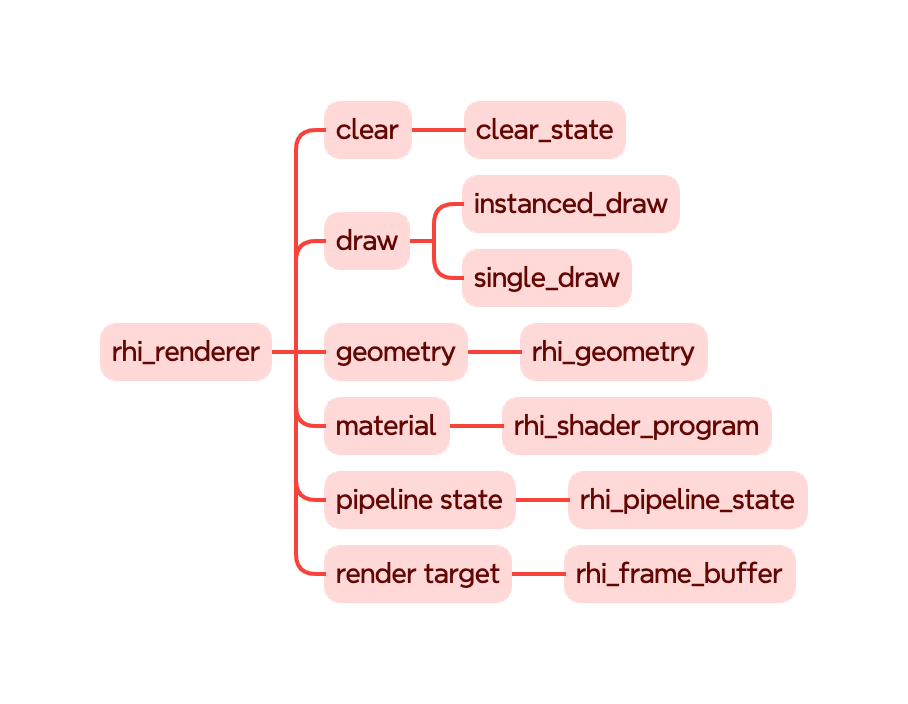 clear
clear_state
instanced_draw
draw
single_draw
rhi_renderer
geometry
rhi_geometry
material
rhi_shader_program
pipeline state
rhi_pipeline_state
render target
rhi_frame_buffer